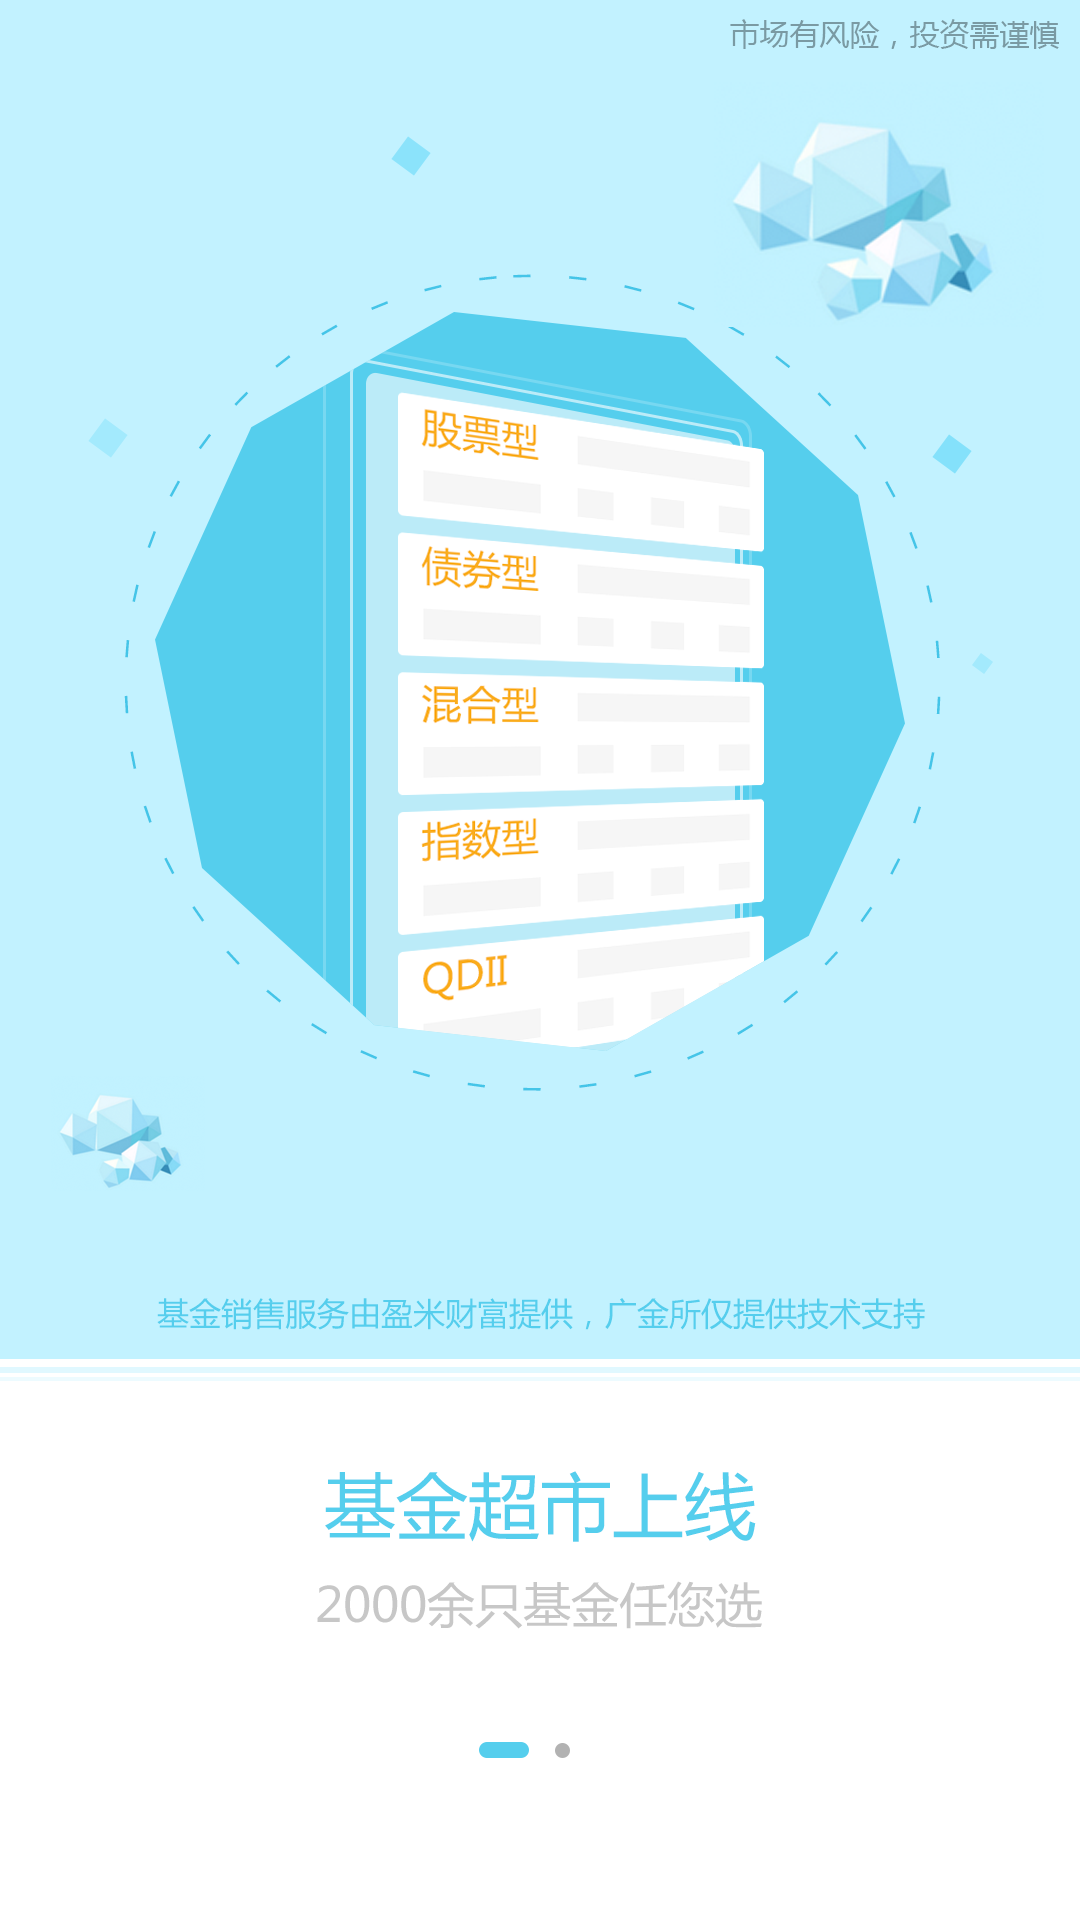 市场有风险，投资需谨慎
股票型
债券型
混合型
指数型
QDII
基金销售服务由盈米财富提供，广金所仅提供技术支持
基金超市上线
2000余只基金任您选